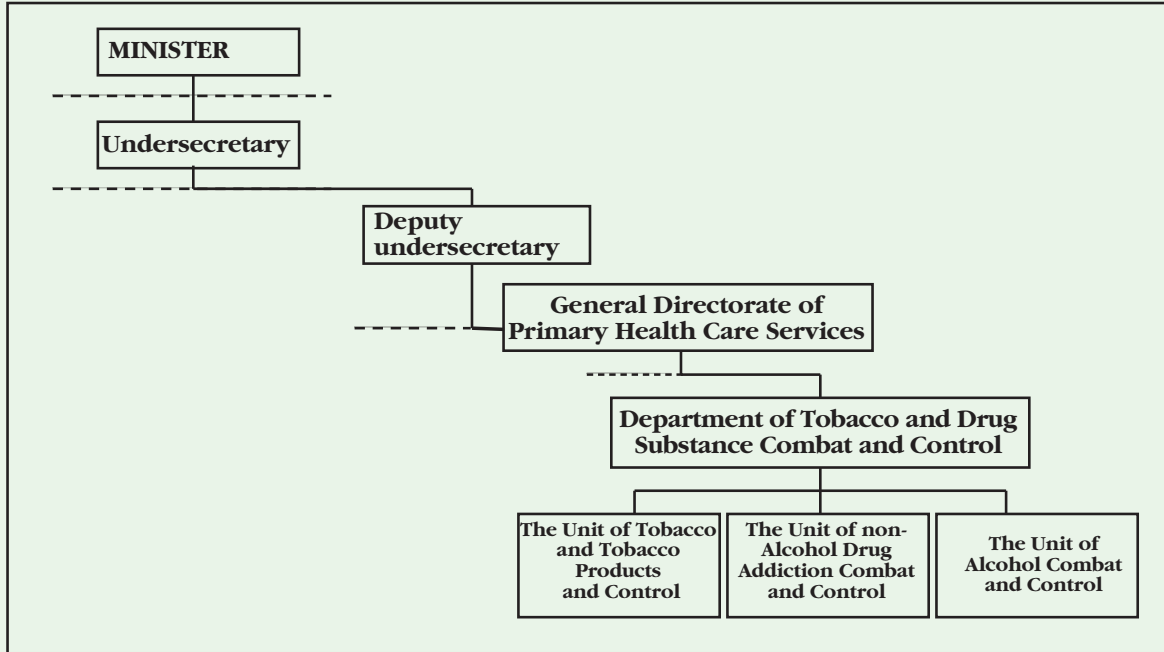 MINISTER
Undersecretary
Deputy
undersecretary
General Directorate of
Primary Health Care Services
Department of Tobacco and Drug
Substance Combat and Control
The Unit of Tobacco
and Tobacco
Products
and Control
The Unit of non-
Alcohol Drug
Addiction Combat
and Control
The Unit of
Alcohol Combat
and Control